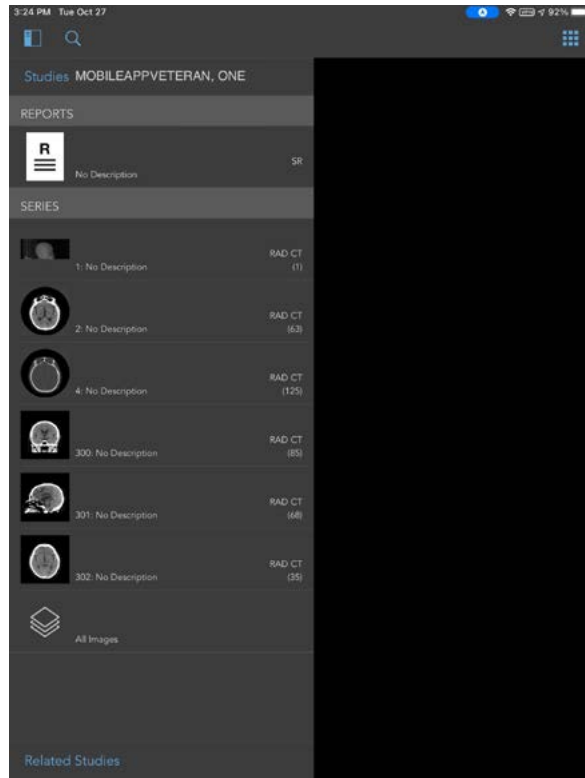 3:24 PM Tue Oct 27
92%
Studies MOBILEAPPVETERAN, ONE
REPORTS
R
SR
No Description
SERIES
RAD CT
1: No Description (1)
RAD CT
2: No Description (63)
RAD CT
4: No Description (125)
RAD CT
300: No Description (85)
RAD CT
301: No Description (68)
RAD CT
302: No Description (35)
All Images
Related Studies